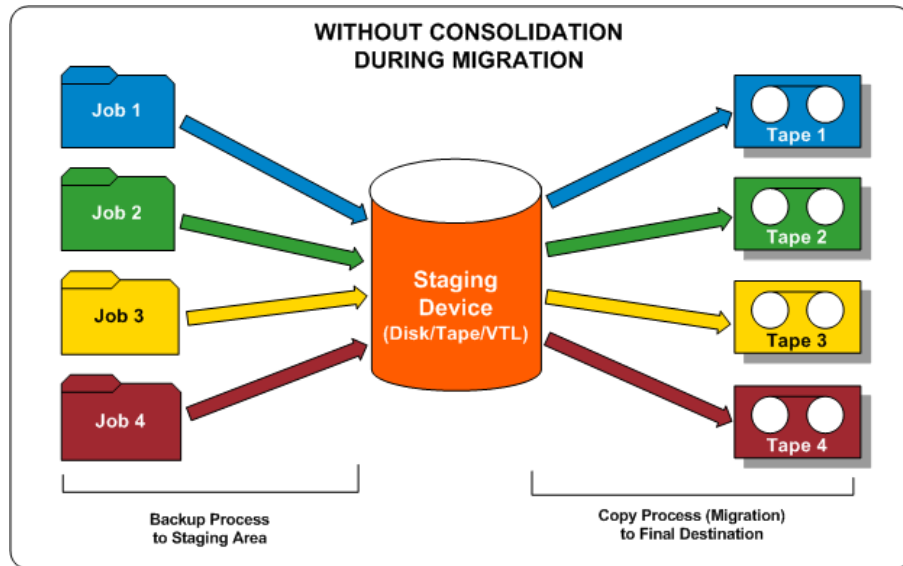 WITHOUT CONSOLIDATION
DURING MIGRATION
Job 1
Job 2
Job 3
Job 4
Staging
Device
(Disk/Tape/VTL)
Tape 1
Tape 2
Tape 3
Tape 4
Backup Process
to Staging Area
Copy Process (Migration)
to Final Destination